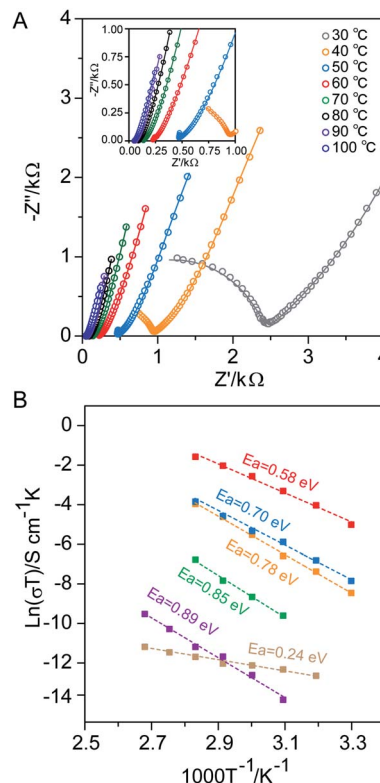 A
4
3
2
1
0
-Z''/kΩ
0
1
2
3
4
Z'/kΩ
1.00
0.75
0.50
0.25
0.00
-Z''/kΩ
0.00
0.25
0.50
0.75
1.00
Z'/kΩ
30 ℃
40 ℃
50 ℃
60 ℃
70 ℃
80 ℃
90 ℃
100 ℃
B
0
-2
-4
-6
-8
-10
-12
-14
Ln(σT)/S cm⁻¹K
Ea=0.58 eV
Ea=0.70 eV
Ea=0.78 eV
Ea=0.85 eV
Ea=0.89 eV
Ea=0.24 eV
2.5
2.7
2.9
3.1
3.3
1000T⁻¹/K⁻¹